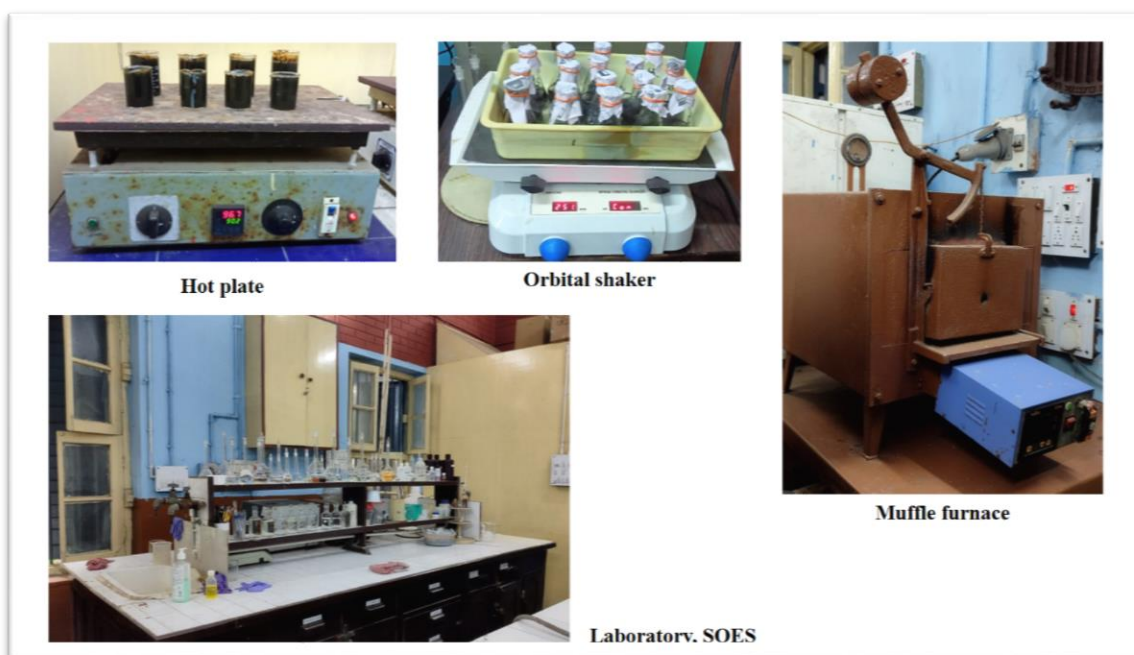 Hot plate
Orbital shaker
Muffle furnace
Laboratory, SOES